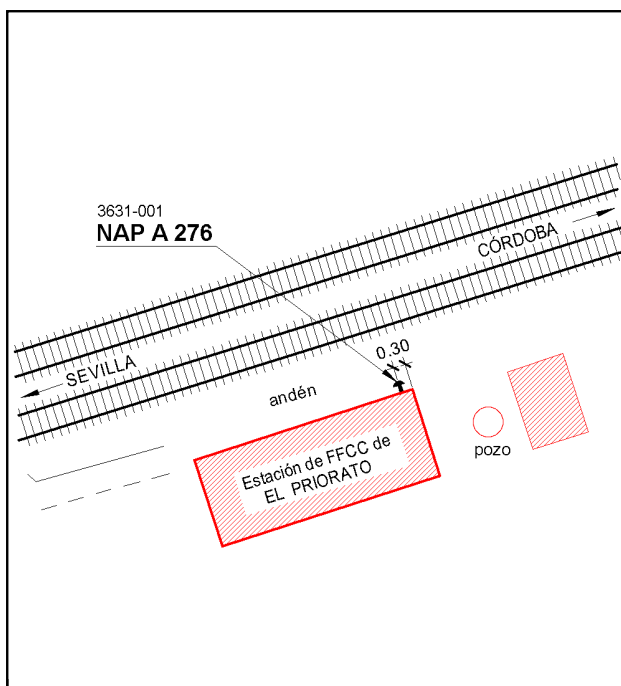 3631-001
NAP A 276
CÓRDOBA
SEVILLA
0.30
andén
Estación de FFCC de
EL PRIORATO
pozo